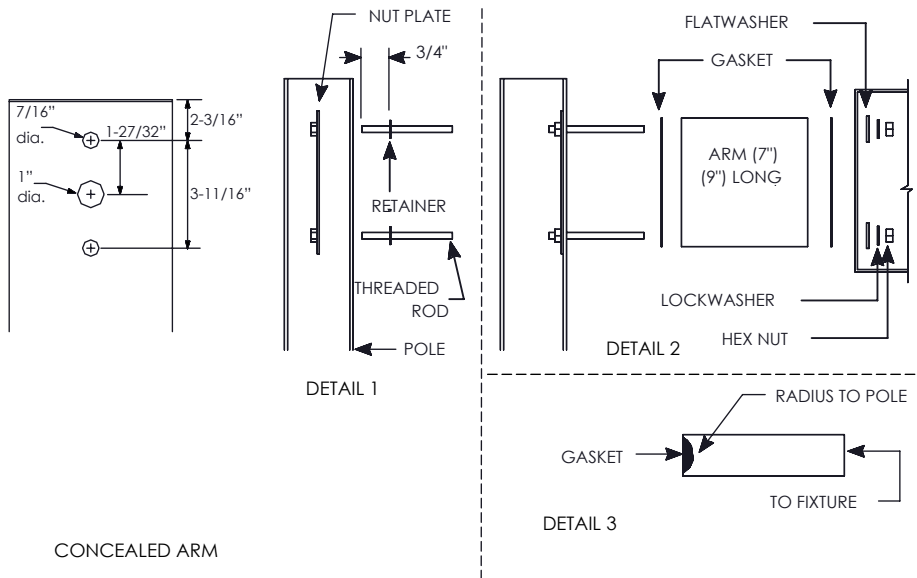 NUT PLATE
3/4"
7/16"
dia.
1-27/32"
2-3/16"
1"
dia.
3-11/16"
RETAINER
THREADED
ROD
POLE
DETAIL 1
CONCEALED ARM
FLATWASHER
GASKET
ARM (7")
(9") LONG
LOCKWASHER
HEX NUT
DETAIL 2
RADIUS TO POLE
GASKET
TO FIXTURE
DETAIL 3